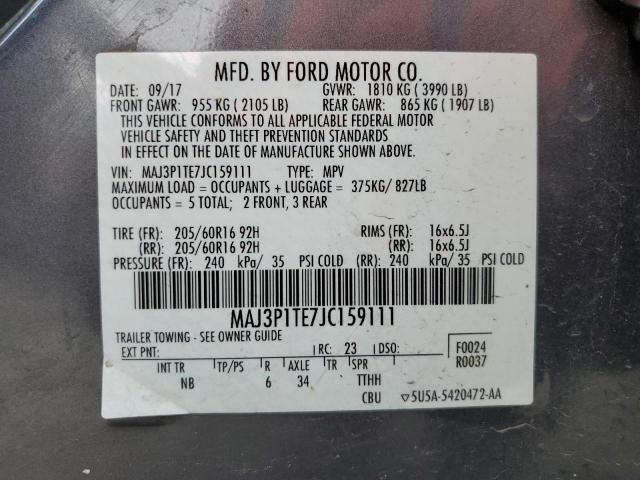 MFD. BY FORD MOTOR CO.
DATE: 09/17 GVWR: 1810 KG ( 3990 LB)
FRONT GAWR: 955 KG ( 2105 LB) REAR GAWR: 865 KG ( 1907 LB)
THIS VEHICLE CONFORMS TO ALL APPLICABLE FEDERAL MOTOR
VEHICLE SAFETY AND THEFT PREVENTION STANDARDS
IN EFFECT ON THE DATE OF MANUFACTURE SHOWN ABOVE.
VIN: MAJ3P1TE7JC159111 TYPE: MPV
MAXIMUM LOAD = OCCUPANTS + LUGGAGE = 375KG/ 827LB
OCCUPANTS = 5 TOTAL; 2 FRONT, 3 REAR
TIRE (FR): 205/60R16 92H RIMS (FR): 16x6.5J
(RR): 205/60R16 92H (RR): 16x6.5J
PRESSURE (FR): 240 kPa/ 35 PSI COLD (RR): 240 kPa/ 35 PSI COLD
MAJ3P1TE7JC159111
TRAILER TOWING - SEE OWNER GUIDE
EXT PNT: RC: 23 DSO: F0024
R0037
INT TR TP/PS R AXLE TR SPR
NB 6 34 TTHH
CBU ▽5U5A-5420472-AA